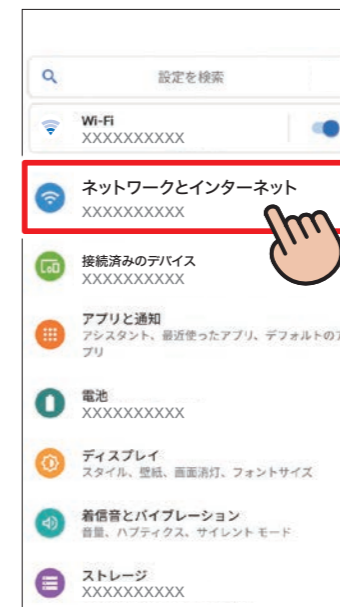 設定を検索
Wi-Fi
XXXXXXXXXX
ネットワークとインターネット
XXXXXXXXXX
接続済みのデバイス
XXXXXXXXXX
アプリと通知
アシスタント、最近使ったアプリ、デフォルトのア
プリ
電池
XXXXXXXXXX
ディスプレイ
スタイル、壁紙、画面消灯、フォントサイズ
着信音とバイブレーション
音量、ハプティクス、サイレント モード
ストレージ
XXXXXXXXXX